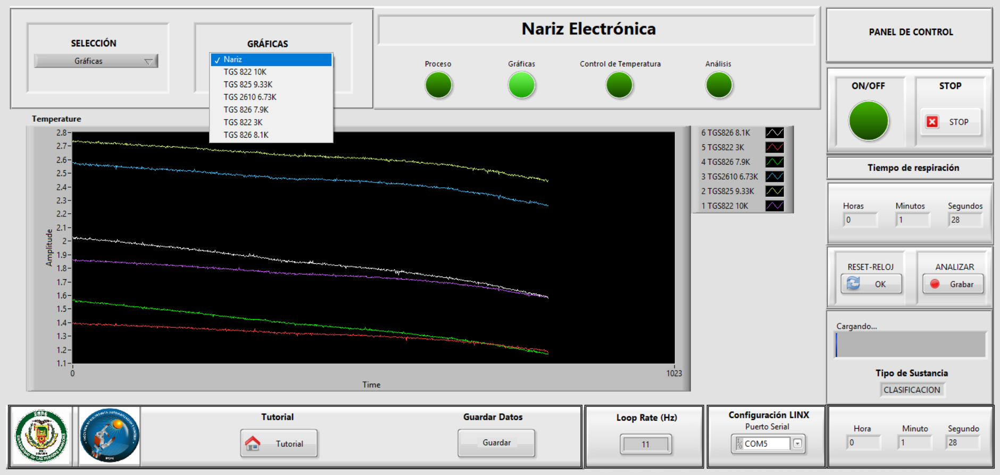 SELECCIÓN
Gráficas
GRÁFICAS
✓ Nariz
TGS 822 10K
TGS 825 9.33K
TGS 2610 6.73K
TGS 826 7.9K
TGS 822 3K
TGS 826 8.1K
Nariz Electrónica
Proceso
Gráficas
Control de Temperatura
Análisis
PANEL DE CONTROL
ON/OFF
STOP
STOP
Temperature
2.8
2.7
2.6
2.5
2.4
2.3
2.2
2.1
2
1.9
1.8
1.7
1.6
1.5
1.4
1.3
1.2
1.1
Amplitude
0
1023
Time
6 TGS826 8.1K
5 TGS822 3K
4 TGS826 7.9K
3 TGS2610 6.73K
2 TGS825 9.33K
1 TGS822 10K
Tiempo de respiración
Horas
Minutos
Segundos
0
1
28
RESET-RELOJ
OK
ANALIZAR
Grabar
Cargando...
Tipo de Sustancia
CLASIFICACION
ESPE
Tutorial
Tutorial
Guardar Datos
Guardar
Loop Rate (Hz)
11
Configuración LINX
Puerto Serial
COM5
Hora
Minuto
Segundo
0
1
28